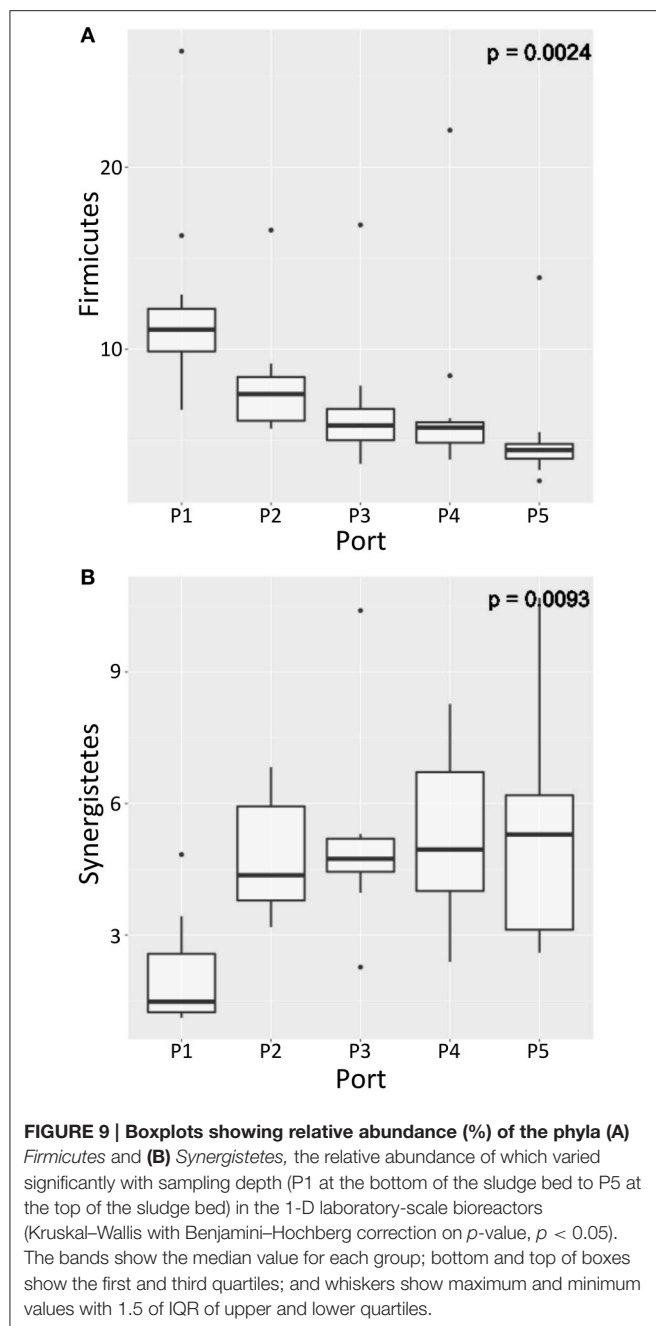 A
p = 0.0024
20
10
Firmicutes
P1 P2 P3 P4 P5
Port
B
p = 0.0093
9
6
3
Synergistetes
P1 P2 P3 P4 P5
Port
FIGURE 9 | Boxplots showing relative abundance (%) of the phyla (A)
Firmicutes and (B) Synergistetes, the relative abundance of which varied
significantly with sampling depth (P1 at the bottom of the sludge bed to P5 at
the top of the sludge bed) in the 1-D laboratory-scale bioreactors
(Kruskal–Wallis with Benjamini–Hochberg correction on p-value, p < 0.05).
The bands show the median value for each group; bottom and top of boxes
show the first and third quartiles; and whiskers show maximum and minimum
values with 1.5 of IQR of upper and lower quartiles.